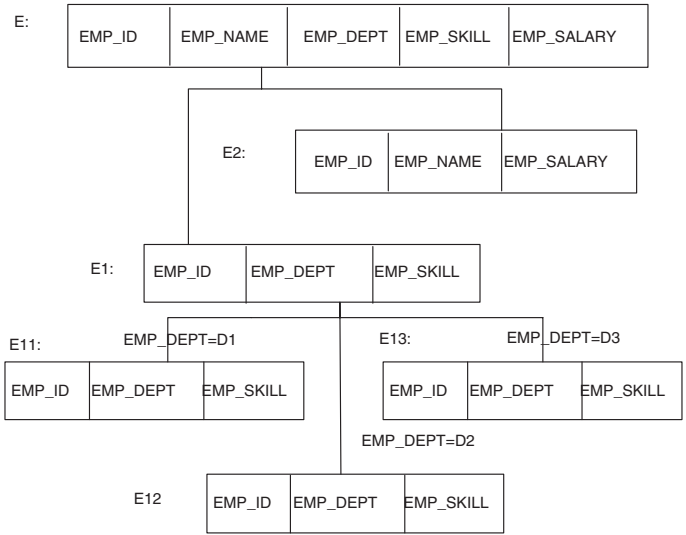 E:
EMP_ID EMP_NAME EMP_DEPT EMP_SKILL EMP_SALARY
E2:
EMP_ID EMP_NAME EMP_SALARY
E1:
EMP_ID EMP_DEPT EMP_SKILL
E11:
EMP_DEPT=D1
E13:
EMP_DEPT=D3
EMP_ID EMP_DEPT EMP_SKILL
EMP_ID EMP_DEPT EMP_SKILL
EMP_DEPT=D2
E12
EMP_ID EMP_DEPT EMP_SKILL